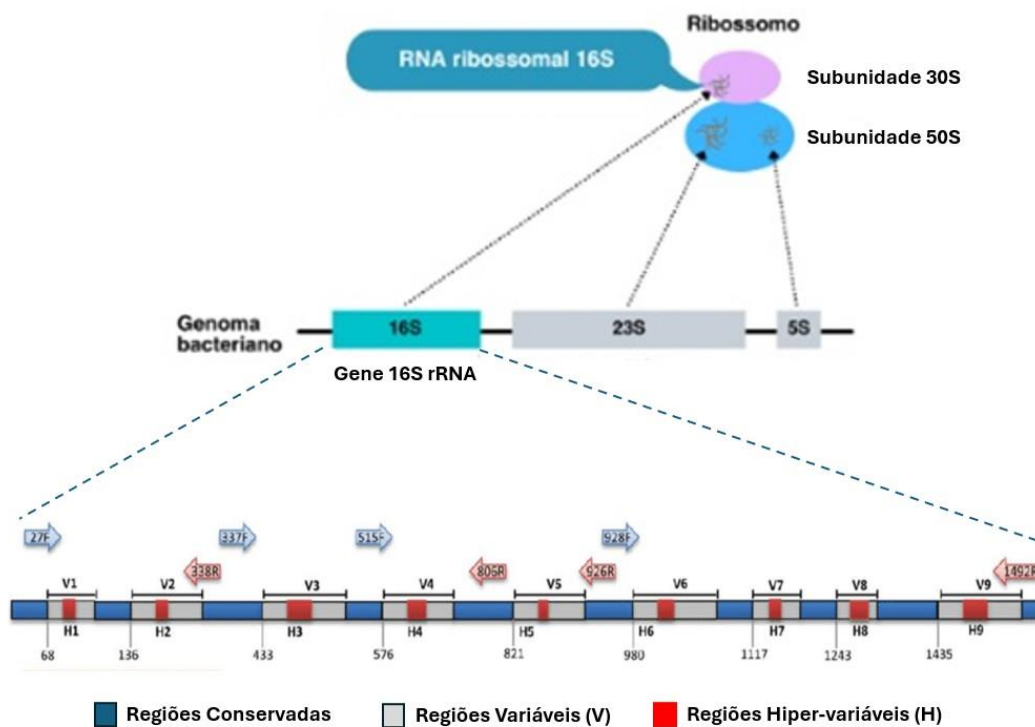 Ribossomo
RNA ribossomal 16S
Subunidade 30S
Subunidade 50S
Genoma bacteriano
16S
23S
5S
Gene 16S rRNA
27F
337F
515F
928F
338R
806R
926R
1492R
V1 V2 V3 V4 V5 V6 V7 V8 V9
H1 H2 H3 H4 H5 H6 H7 H8 H9
68 136 433 576 821 980 1117 1243 1435
Regiões Conservadas
Regiões Variáveis (V)
Regiões Hiper-variáveis (H)